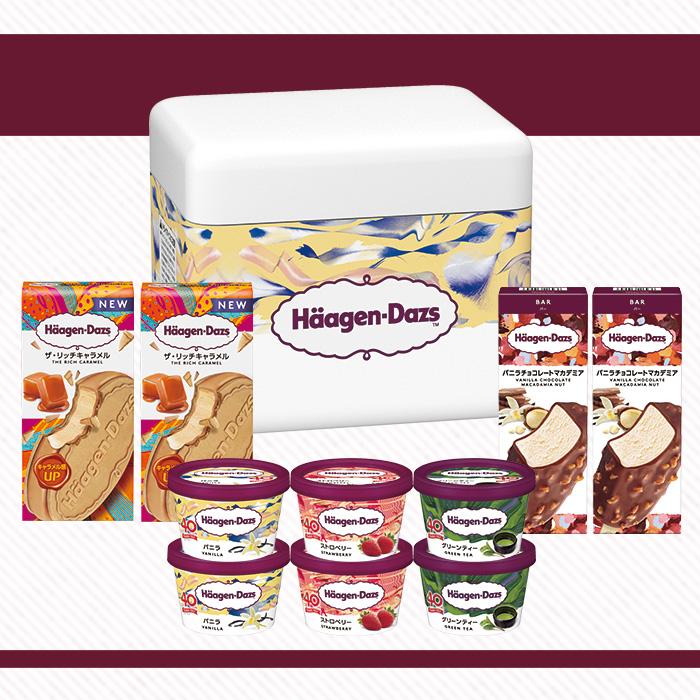 Häagen-Dazs
TM
NEW
Häagen-Dazs
ザ・リッチキャラメル
THE RICH CARAMEL
キャラメル感
UP
Häagen-Dazs
NEW
Häagen-Dazs
ザ・リッチキャラメル
THE RICH CARAMEL
BAR
バー
Häagen-Dazs
バニラチョコレートマカデミア
VANILLA CHOCOLATE
MACADAMIA NUT
BAR
バー
Häagen-Dazs
バニラチョコレートマカデミア
VANILLA CHOCOLATE
MACADAMIA NUT
Häagen-Dazs
40
バニラ
VANILLA
Häagen-Dazs
40
ストロベリー
STRAWBERRY
Häagen-Dazs
40
グリーンティー
GREEN TEA
Häagen-Dazs
40
バニラ
VANILLA
Häagen-Dazs
40
ストロベリー
STRAWBERRY
Häagen-Dazs
40
グリーンティー
GREEN TEA